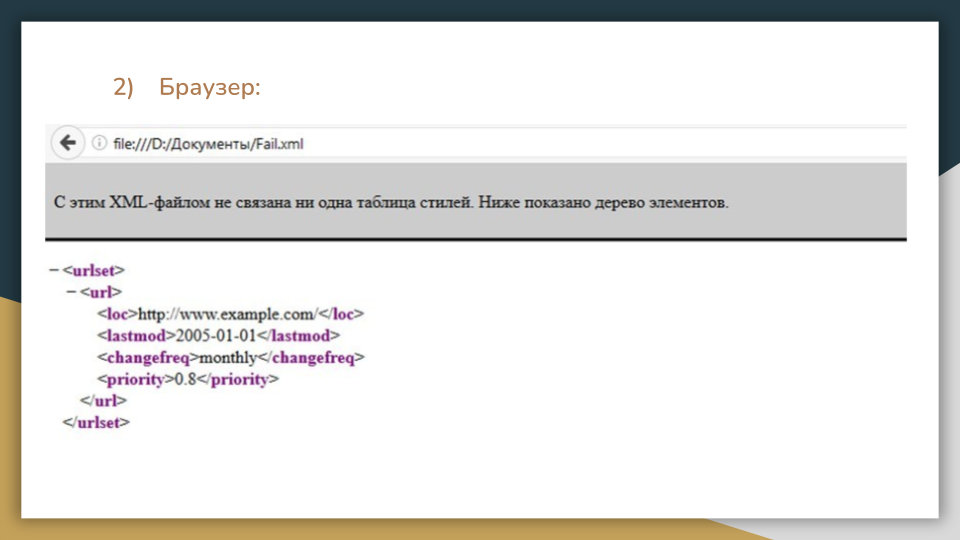 2) Браузер:
file:///D:/Документы/Fail.xml
С этим XML-файлом не связана ни одна таблица стилей. Ниже показано дерево элементов.
– <urlset>
– <url>
<loc>http://www.example.com/</loc>
<lastmod>2005-01-01</lastmod>
<changefreq>monthly</changefreq>
<priority>0.8</priority>
</url>
</urlset>